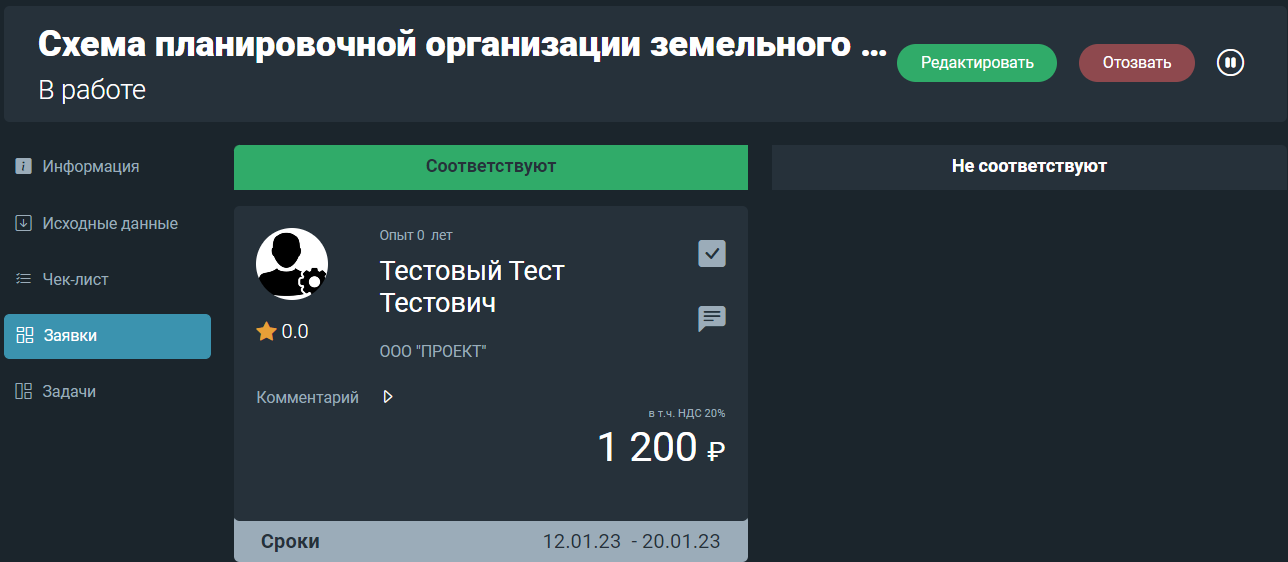 Схема планировочной организации земельного ...
В работе
Редактировать
Отозвать
Информация
Исходные данные
Чек-лист
Заявки
Задачи
Соответствуют
Не соответствуют
Опыт 0 лет
Тестовый Тест
Тестович
0.0
ООО "ПРОЕКТ"
Комментарий
в т.ч. НДС 20%
1 200 ₽
Сроки 12.01.23 - 20.01.23